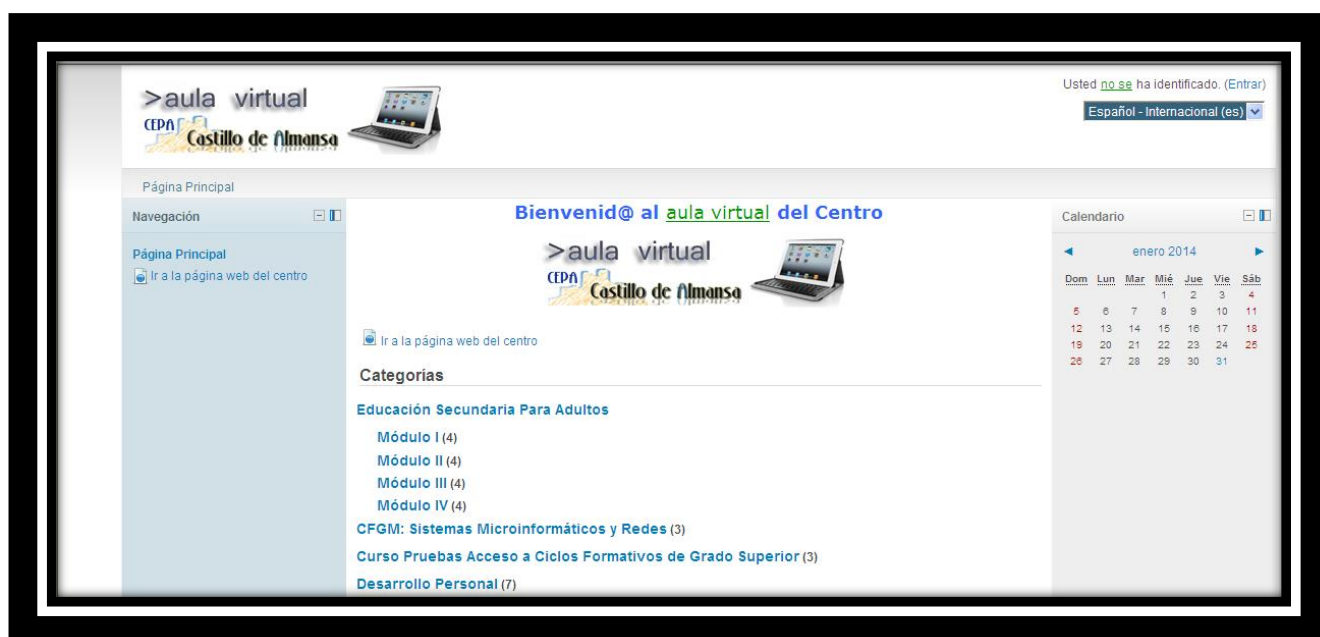 >aula virtual
CEPA
Castillo de Almansa
Usted no se ha identificado. (Entrar)
Español - Internacional (es)
Página Principal
Navegación
Página Principal
Ir a la página web del centro
Bienvenid@ al aula virtual del Centro
>aula virtual
CEPA
Castillo de Almansa
Ir a la página web del centro
Categorías
Educación Secundaria Para Adultos
Módulo I (4)
Módulo II (4)
Módulo III (4)
Módulo IV (4)
CFGM: Sistemas Microinformáticos y Redes (3)
Curso Pruebas Acceso a Ciclos Formativos de Grado Superior (3)
Desarrollo Personal (7)
Calendario
◄ enero 2014 ►
Dom Lun Mar Mié Jue Vie Sáb
1 2 3 4
5 6 7 8 9 10 11
12 13 14 15 16 17 18
19 20 21 22 23 24 25
26 27 28 29 30 31